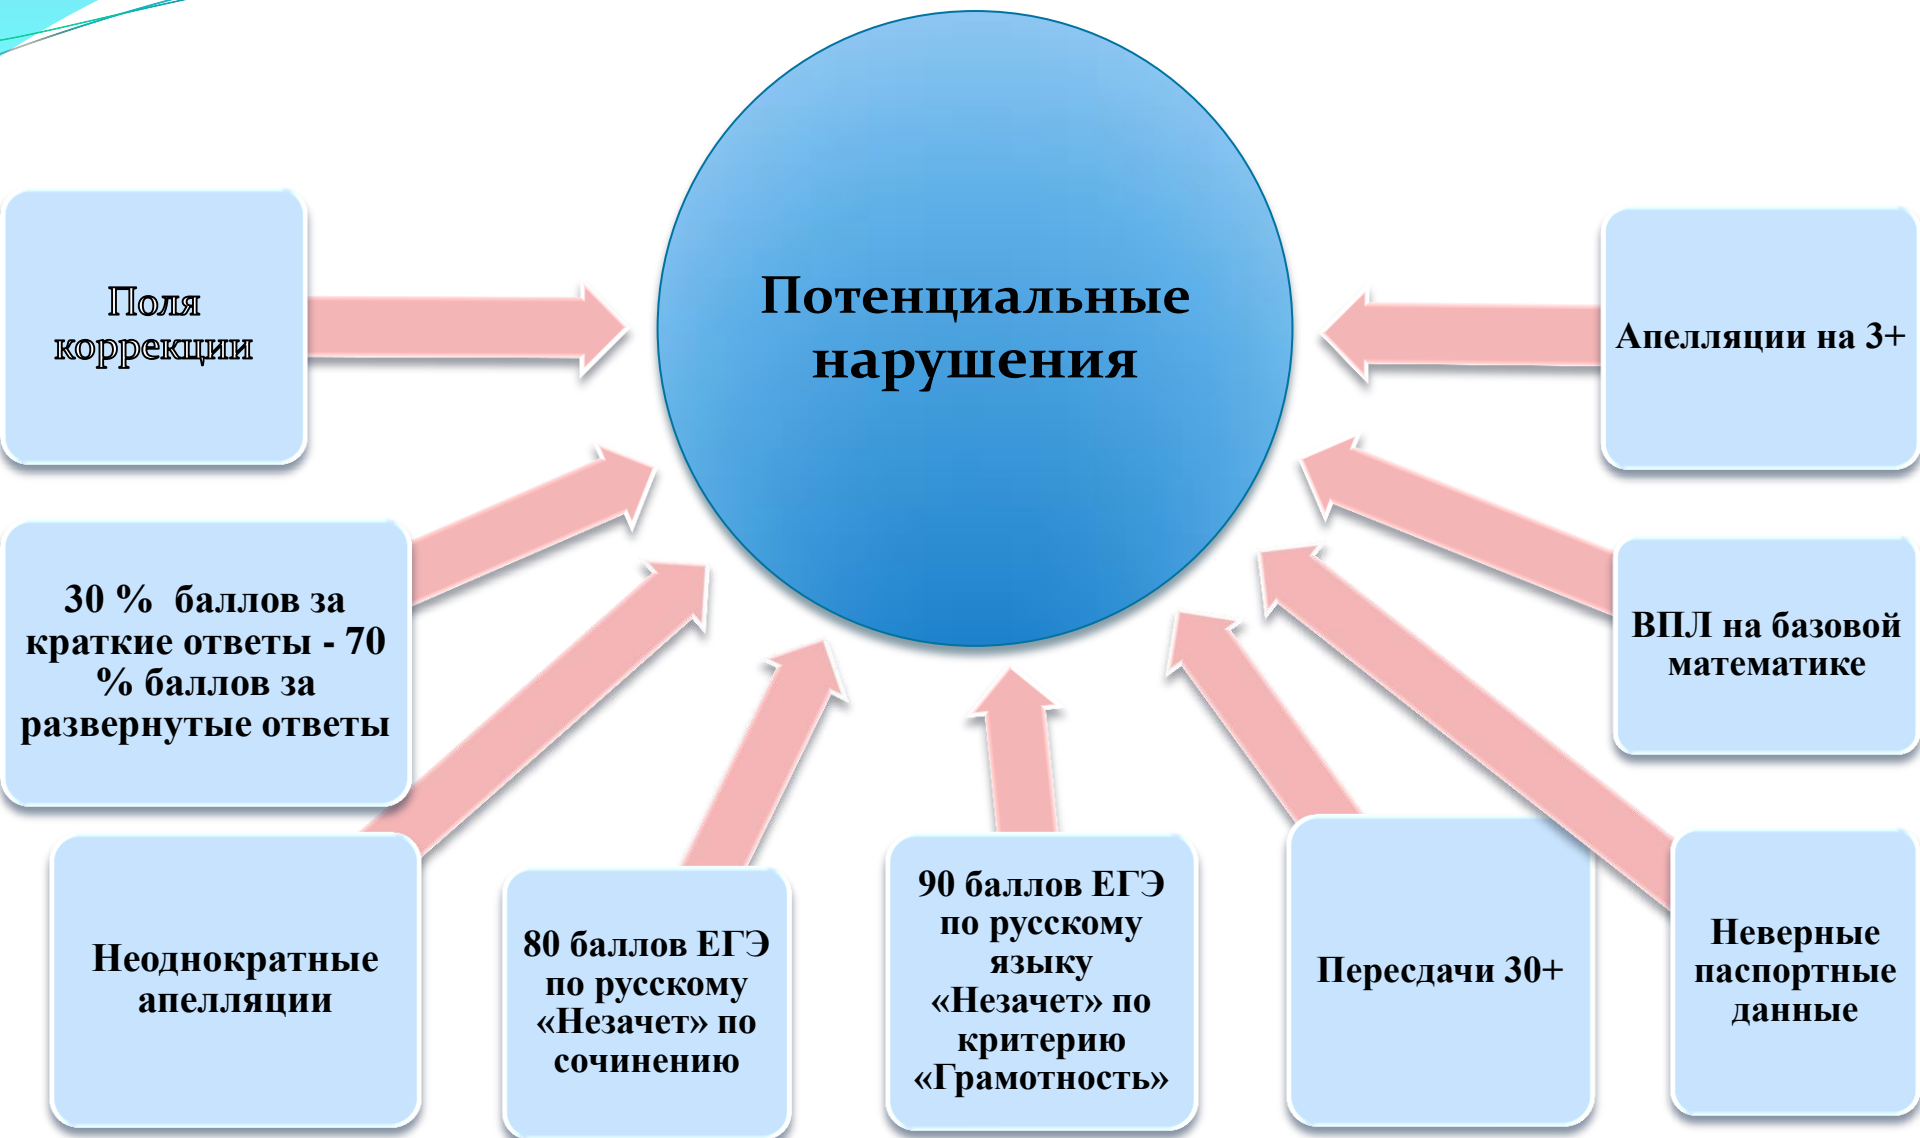 Потенциальные
нарушения
Поля
коррекции
30 % баллов за
краткие ответы - 70
% баллов за
развернутые ответы
Неоднократные
апелляции
80 баллов ЕГЭ
по русскому
«Незачет» по
сочинению
90 баллов ЕГЭ
по русскому
языку
«Незачет» по
критерию
«Грамотность»
Пересдачи 30+
Неверные
паспортные
данные
ВПЛ на базовой
математике
Апелляции на 3+